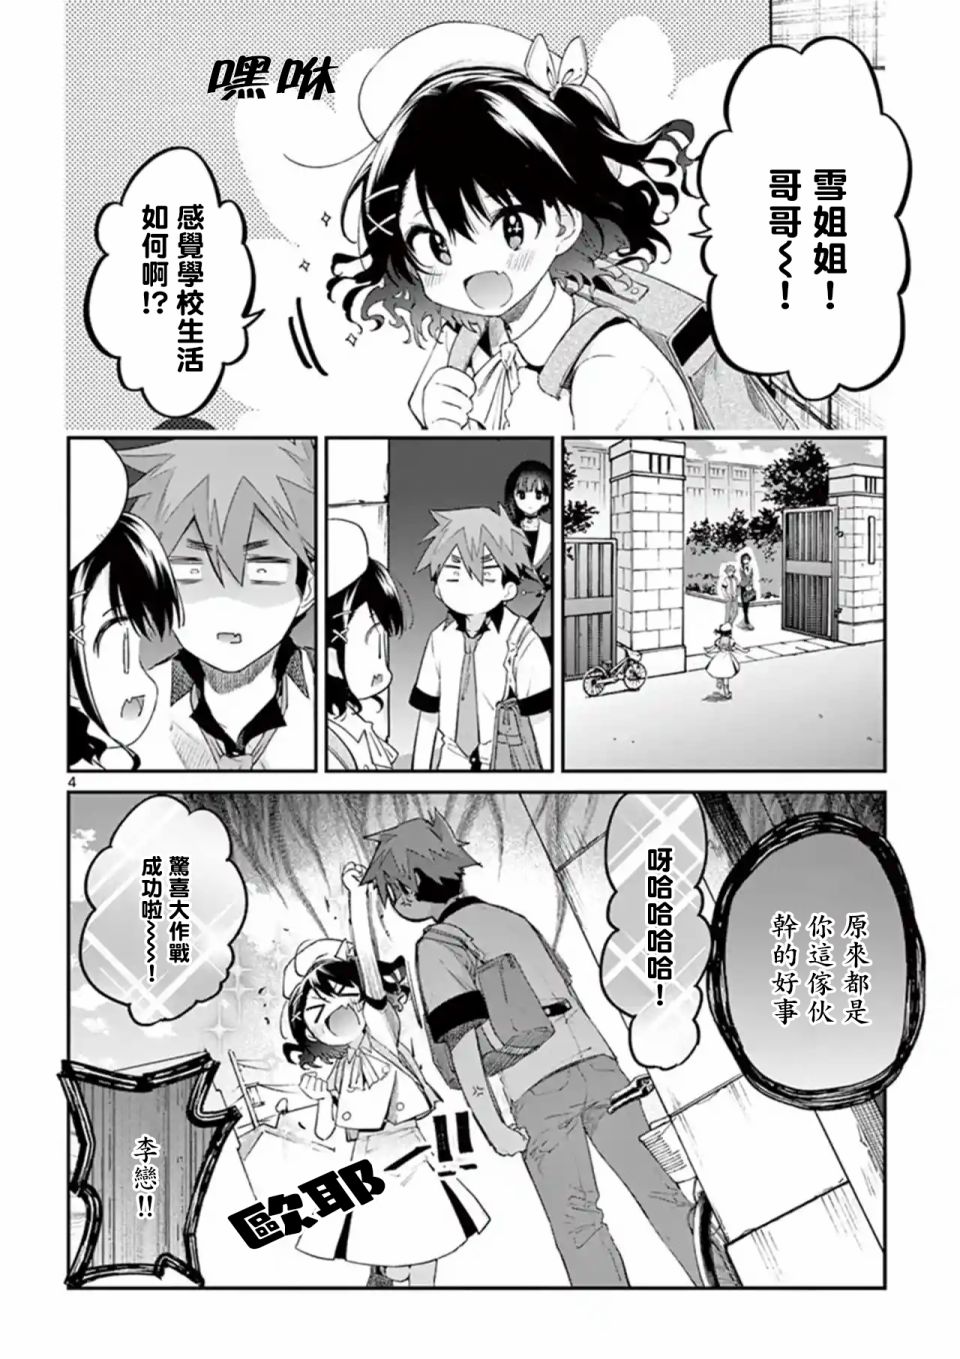 雪姐姐！
哥哥～！
嘿咻
感覺學校生活
如何啊!?
4
原來都是
你這傢伙
幹的好事
呀哈哈哈哈！
驚喜大作戰
成功啦～～！
歐耶ー!!
李戀!!